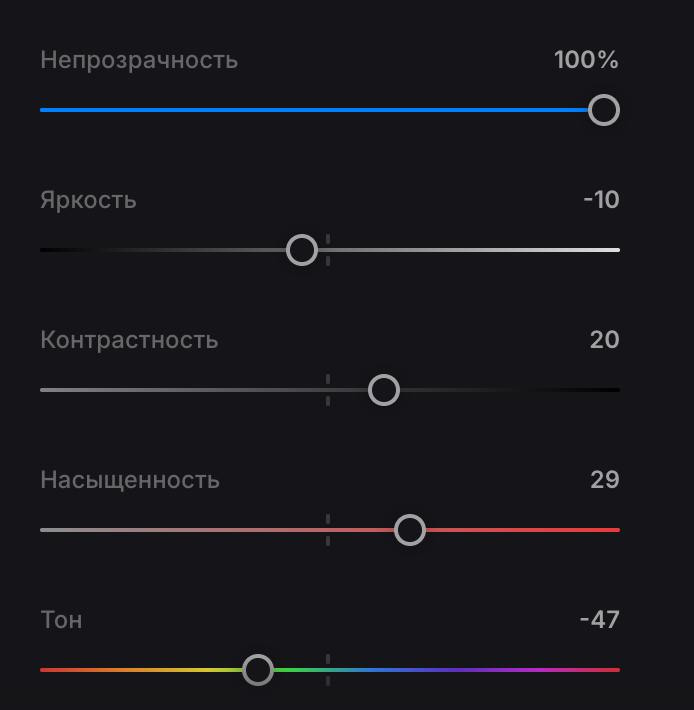 Непрозрачность 100%
Яркость -10
Контрастность 20
Насыщенность 29
Тон -47